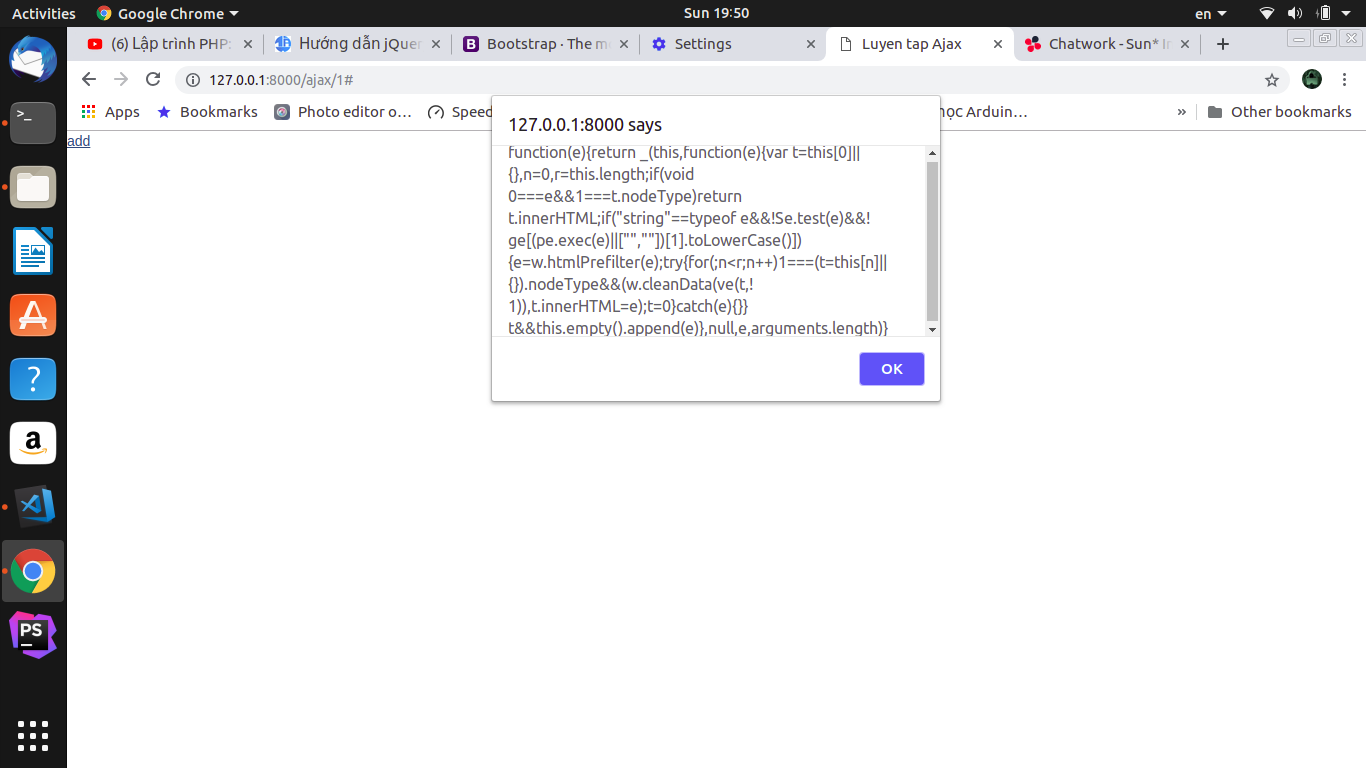 Activities
Google Chrome
Sun 19:50
en
(6) Lập trình PHP:
Hướng dẫn jQuer
Bootstrap · The m
Settings
Luyen tap Ajax
Chatwork - Sun* I
127.0.0.1:8000/ajax/1#
Apps
Bookmarks
Photo editor o…
Speed
học Arduin…
»
Other bookmarks
add
127.0.0.1:8000 says
function(e){return _(this,function(e){var t=this[0]||
{},n=0,r=this.length;if(void
0===e&&1===t.nodeType)return
t.innerHTML;if("string"==typeof e&&!Se.test(e)&&!
ge[(pe.exec(e)||["",""])[1].toLowerCase()])
{e=w.htmlPrefilter(e);try{for(;n<r;n++)1===(t=this[n]||
{}).nodeType&&(w.cleanData(ve(t,!
1)),t.innerHTML=e);t=0}catch(e){}}
t&&this.empty().append(e)},null,e,arguments.length)}
OK
>_
?
a
PS